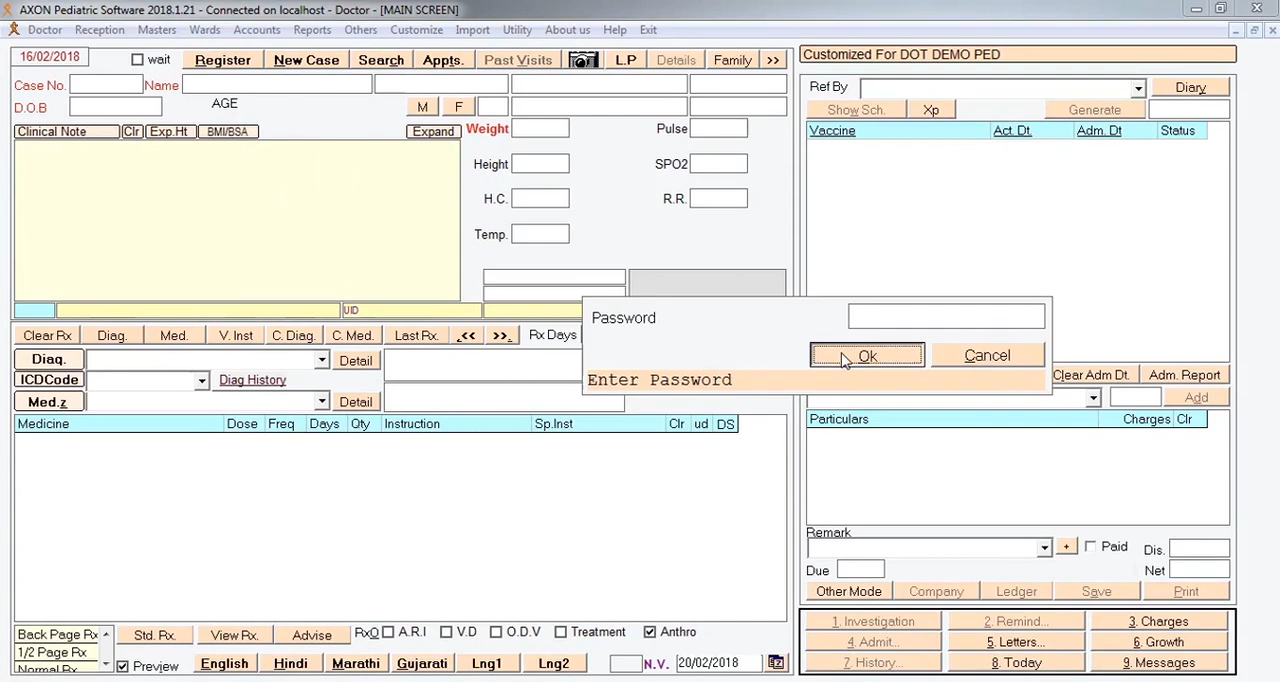 AXON Pediatric Software 2018.1.21 - Connected on localhost - Doctor - [MAIN SCREEN]
Doctor Reception Masters Wards Accounts Reports Others Customize Import Utility About us Help Exit
16/02/2018 wait Register New Case Search Appts. Past Visits L.P Details Family >>
Customized For DOT DEMO PED
Case No. Name
D.O.B AGE M F
Ref By Diary
Show Sch. Xp Generate
Clinical Note Clr Exp.Ht BMI/BSA Expand
Weight Pulse
Height SPO2
H.C. R.R.
Temp.
Vaccine Act. Dt. Adm. Dt Status
UID
Password
Ok Cancel
Enter Password
Clear Rx Diag. Med. V. Inst C. Diag. C. Med. Last Rx. << >>. Rx Days
Diag. Detail
ICDCode Diag History
Med.z Detail
Clear Adm Dt. Adm. Report
Add
Medicine Dose Freq Days Qty Instruction Sp.Inst Clr ud DS
Particulars Charges Clr
Remark
+ Paid Dis.
Due Net
Other Mode Company Ledger Save Print
Back Page Rx Std. Rx. View Rx. Advise RxQ A.R.I V.D O.D.V Treatment Anthro
1/2 Page Rx
Normal Rx Preview English Hindi Marathi Gujarati Lng1 Lng2 N.V. 20/02/2018
1. Investigation 2. Remind... 3. Charges
4. Admit... 5. Letters... 6. Growth
7. History... 8. Today 9. Messages